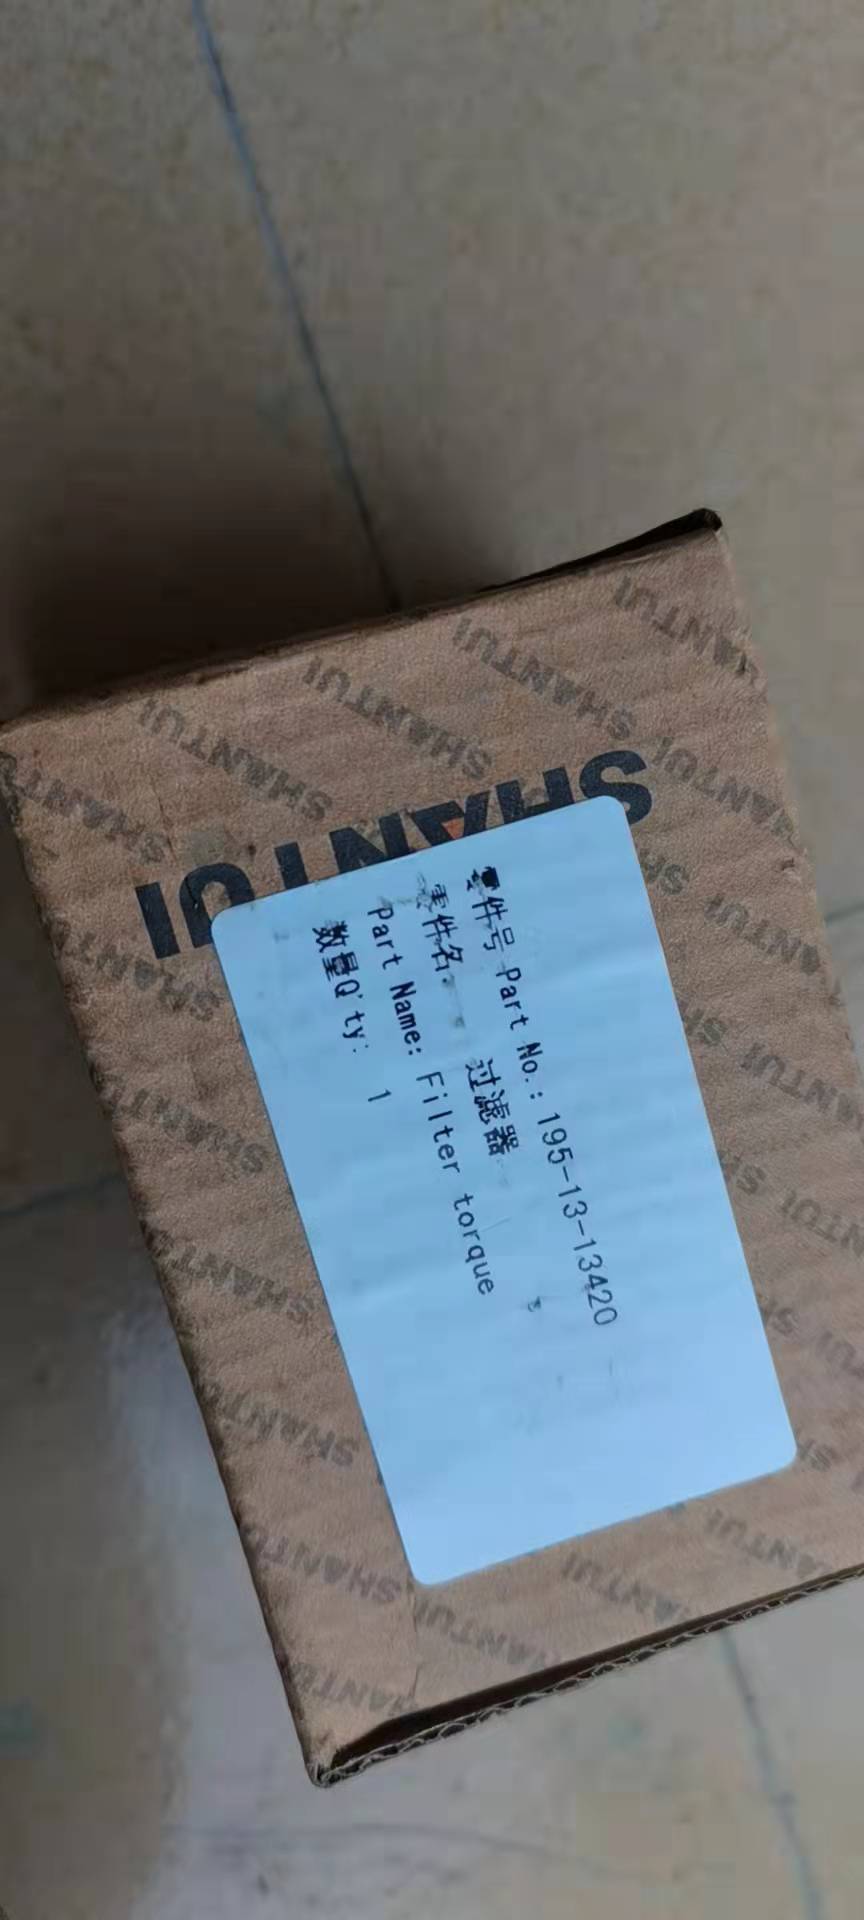 SHANTUI
零件号 Part No.: 195-13-13420
零件名: 过滤器
Part Name: Filter torque
数量Q'ty: 1